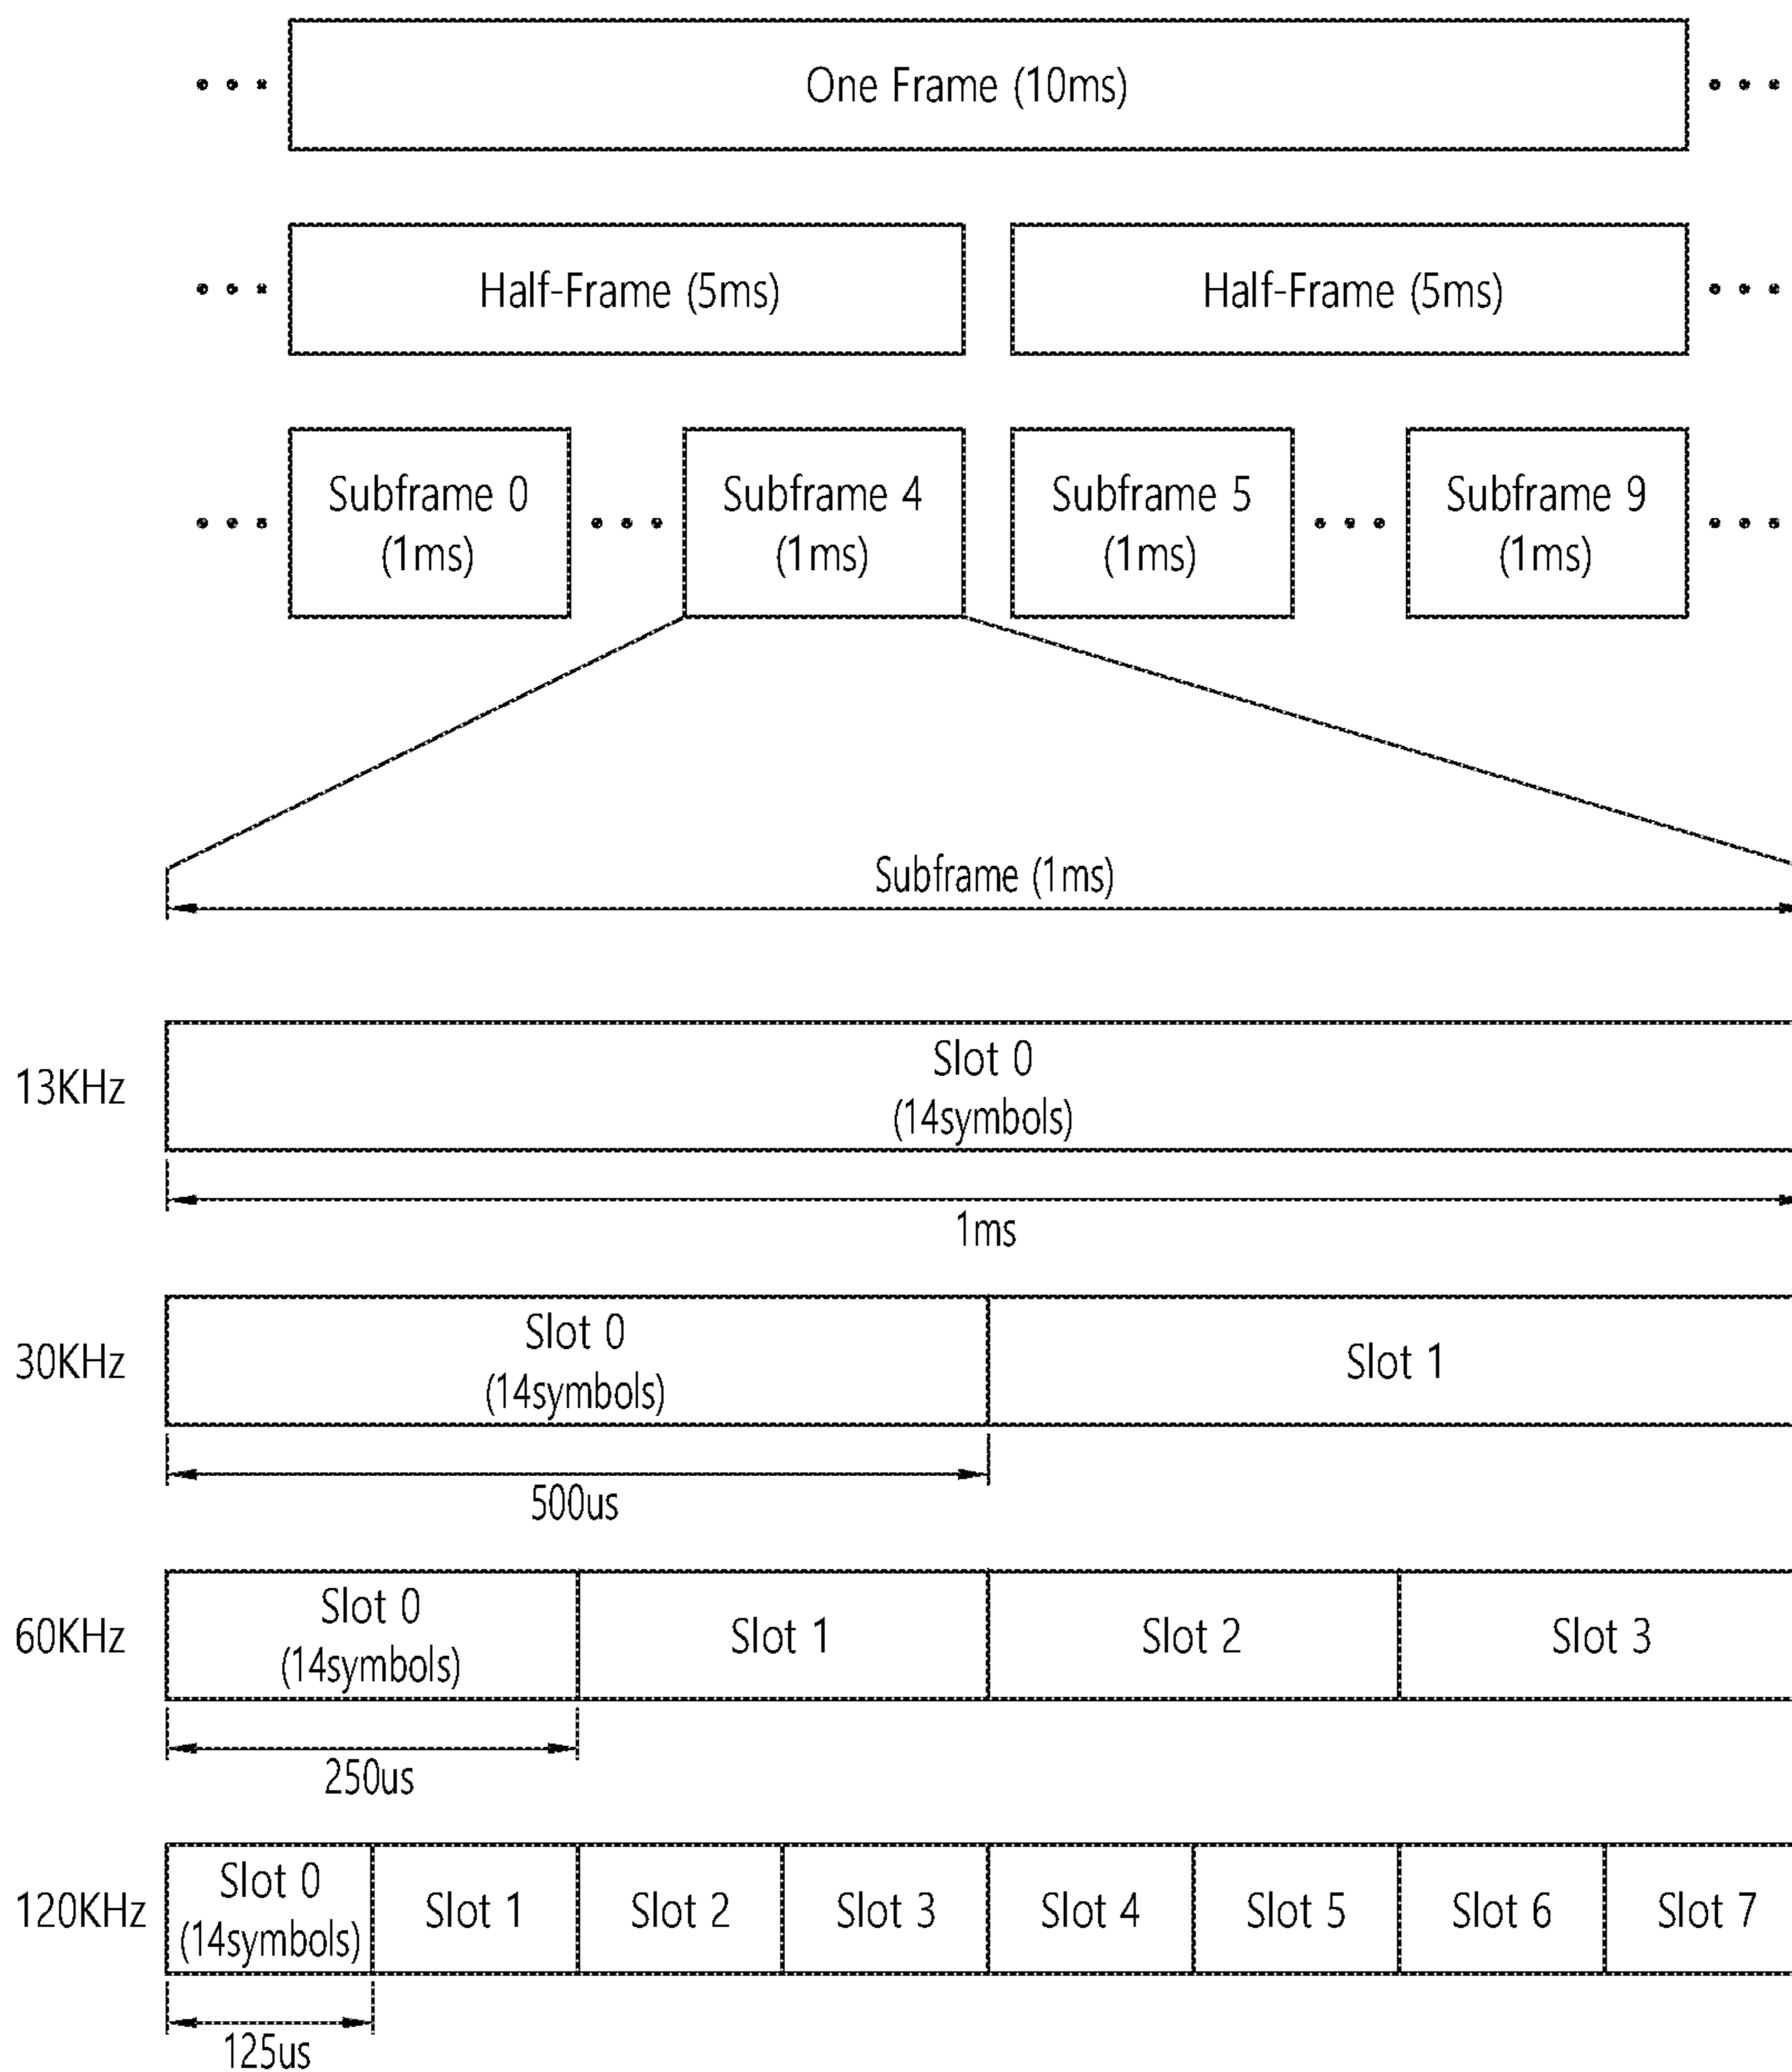 One Frame (10ms)
Half-Frame (5ms)
Half-Frame (5ms)
Subframe 0
(1ms)
Subframe 4
(1ms)
Subframe 5
(1ms)
Subframe 9
(1ms)
Subframe (1ms)
13KHz
Slot 0
(14symbols)
1ms
30KHz
Slot 0
(14symbols)
Slot 1
500us
60KHz
Slot 0
(14symbols)
Slot 1
Slot 2
Slot 3
250us
120KHz
Slot 0
(14symbols)
Slot 1
Slot 2
Slot 3
Slot 4
Slot 5
Slot 6
Slot 7
125us